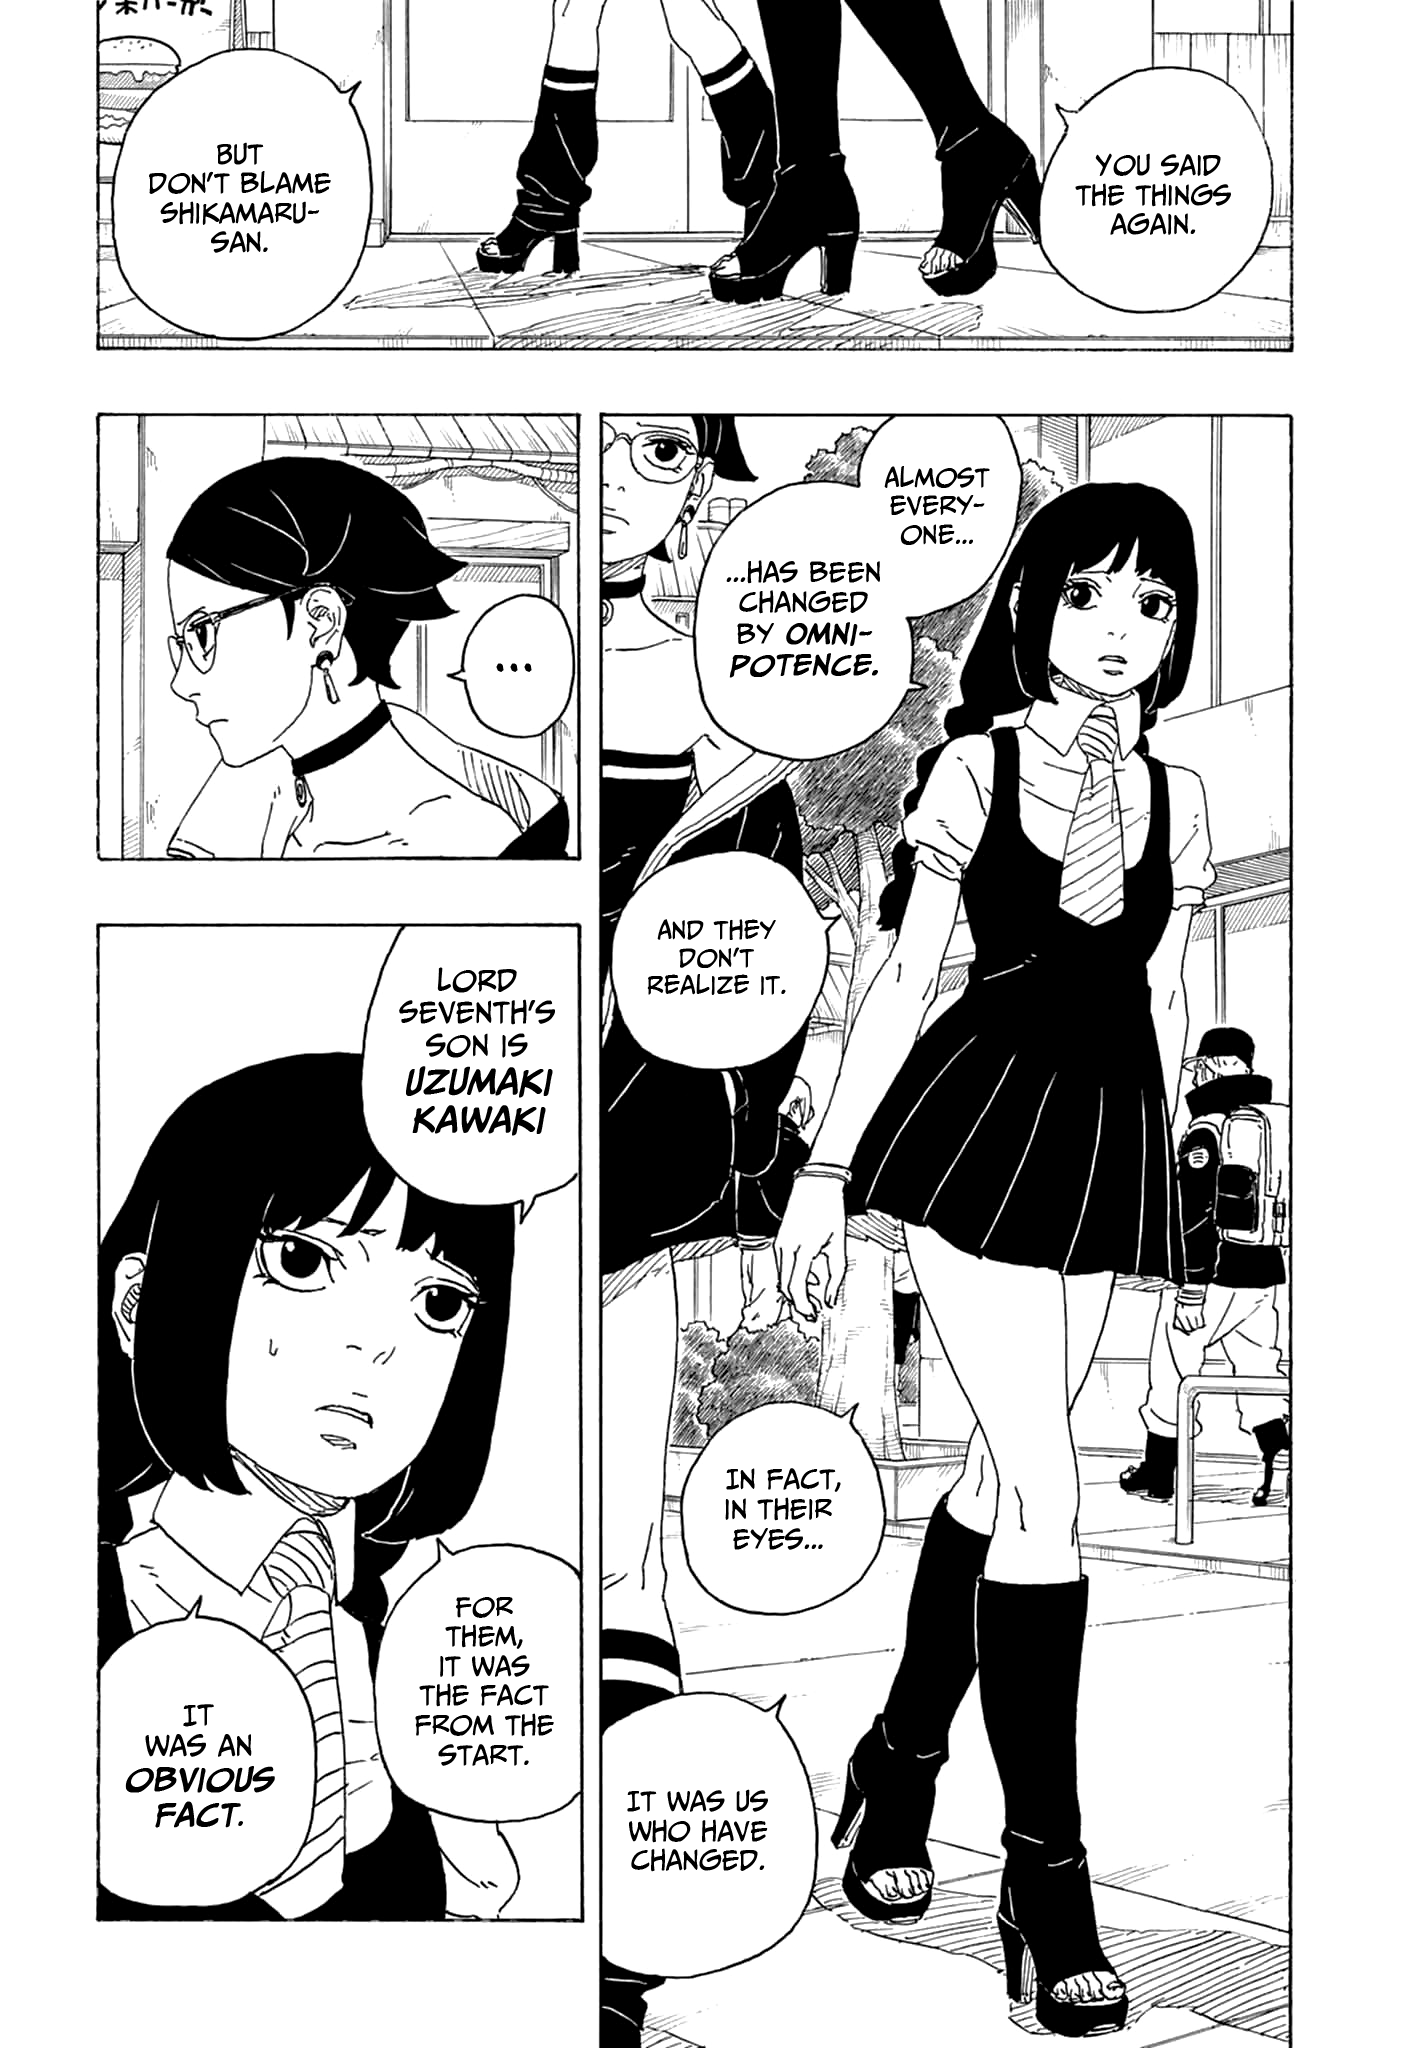 YOU SAID
THE THINGS
AGAIN.
BUT
DON'T BLAME
SHIKAMARU-
SAN.
ALMOST
EVERY-
ONE...
...HAS BEEN
CHANGED
BY OMNI-
POTENCE.
AND THEY
DON'T
REALIZE IT.
IN FACT,
IN THEIR
EYES...
IT WAS US
WHO HAVE
CHANGED.
...
LORD
SEVENTH'S
SON IS
UZUMAKI
KAWAKI
FOR
THEM,
IT WAS
THE FACT
FROM THE
START.
IT
WAS AN
OBVIOUS
FACT.